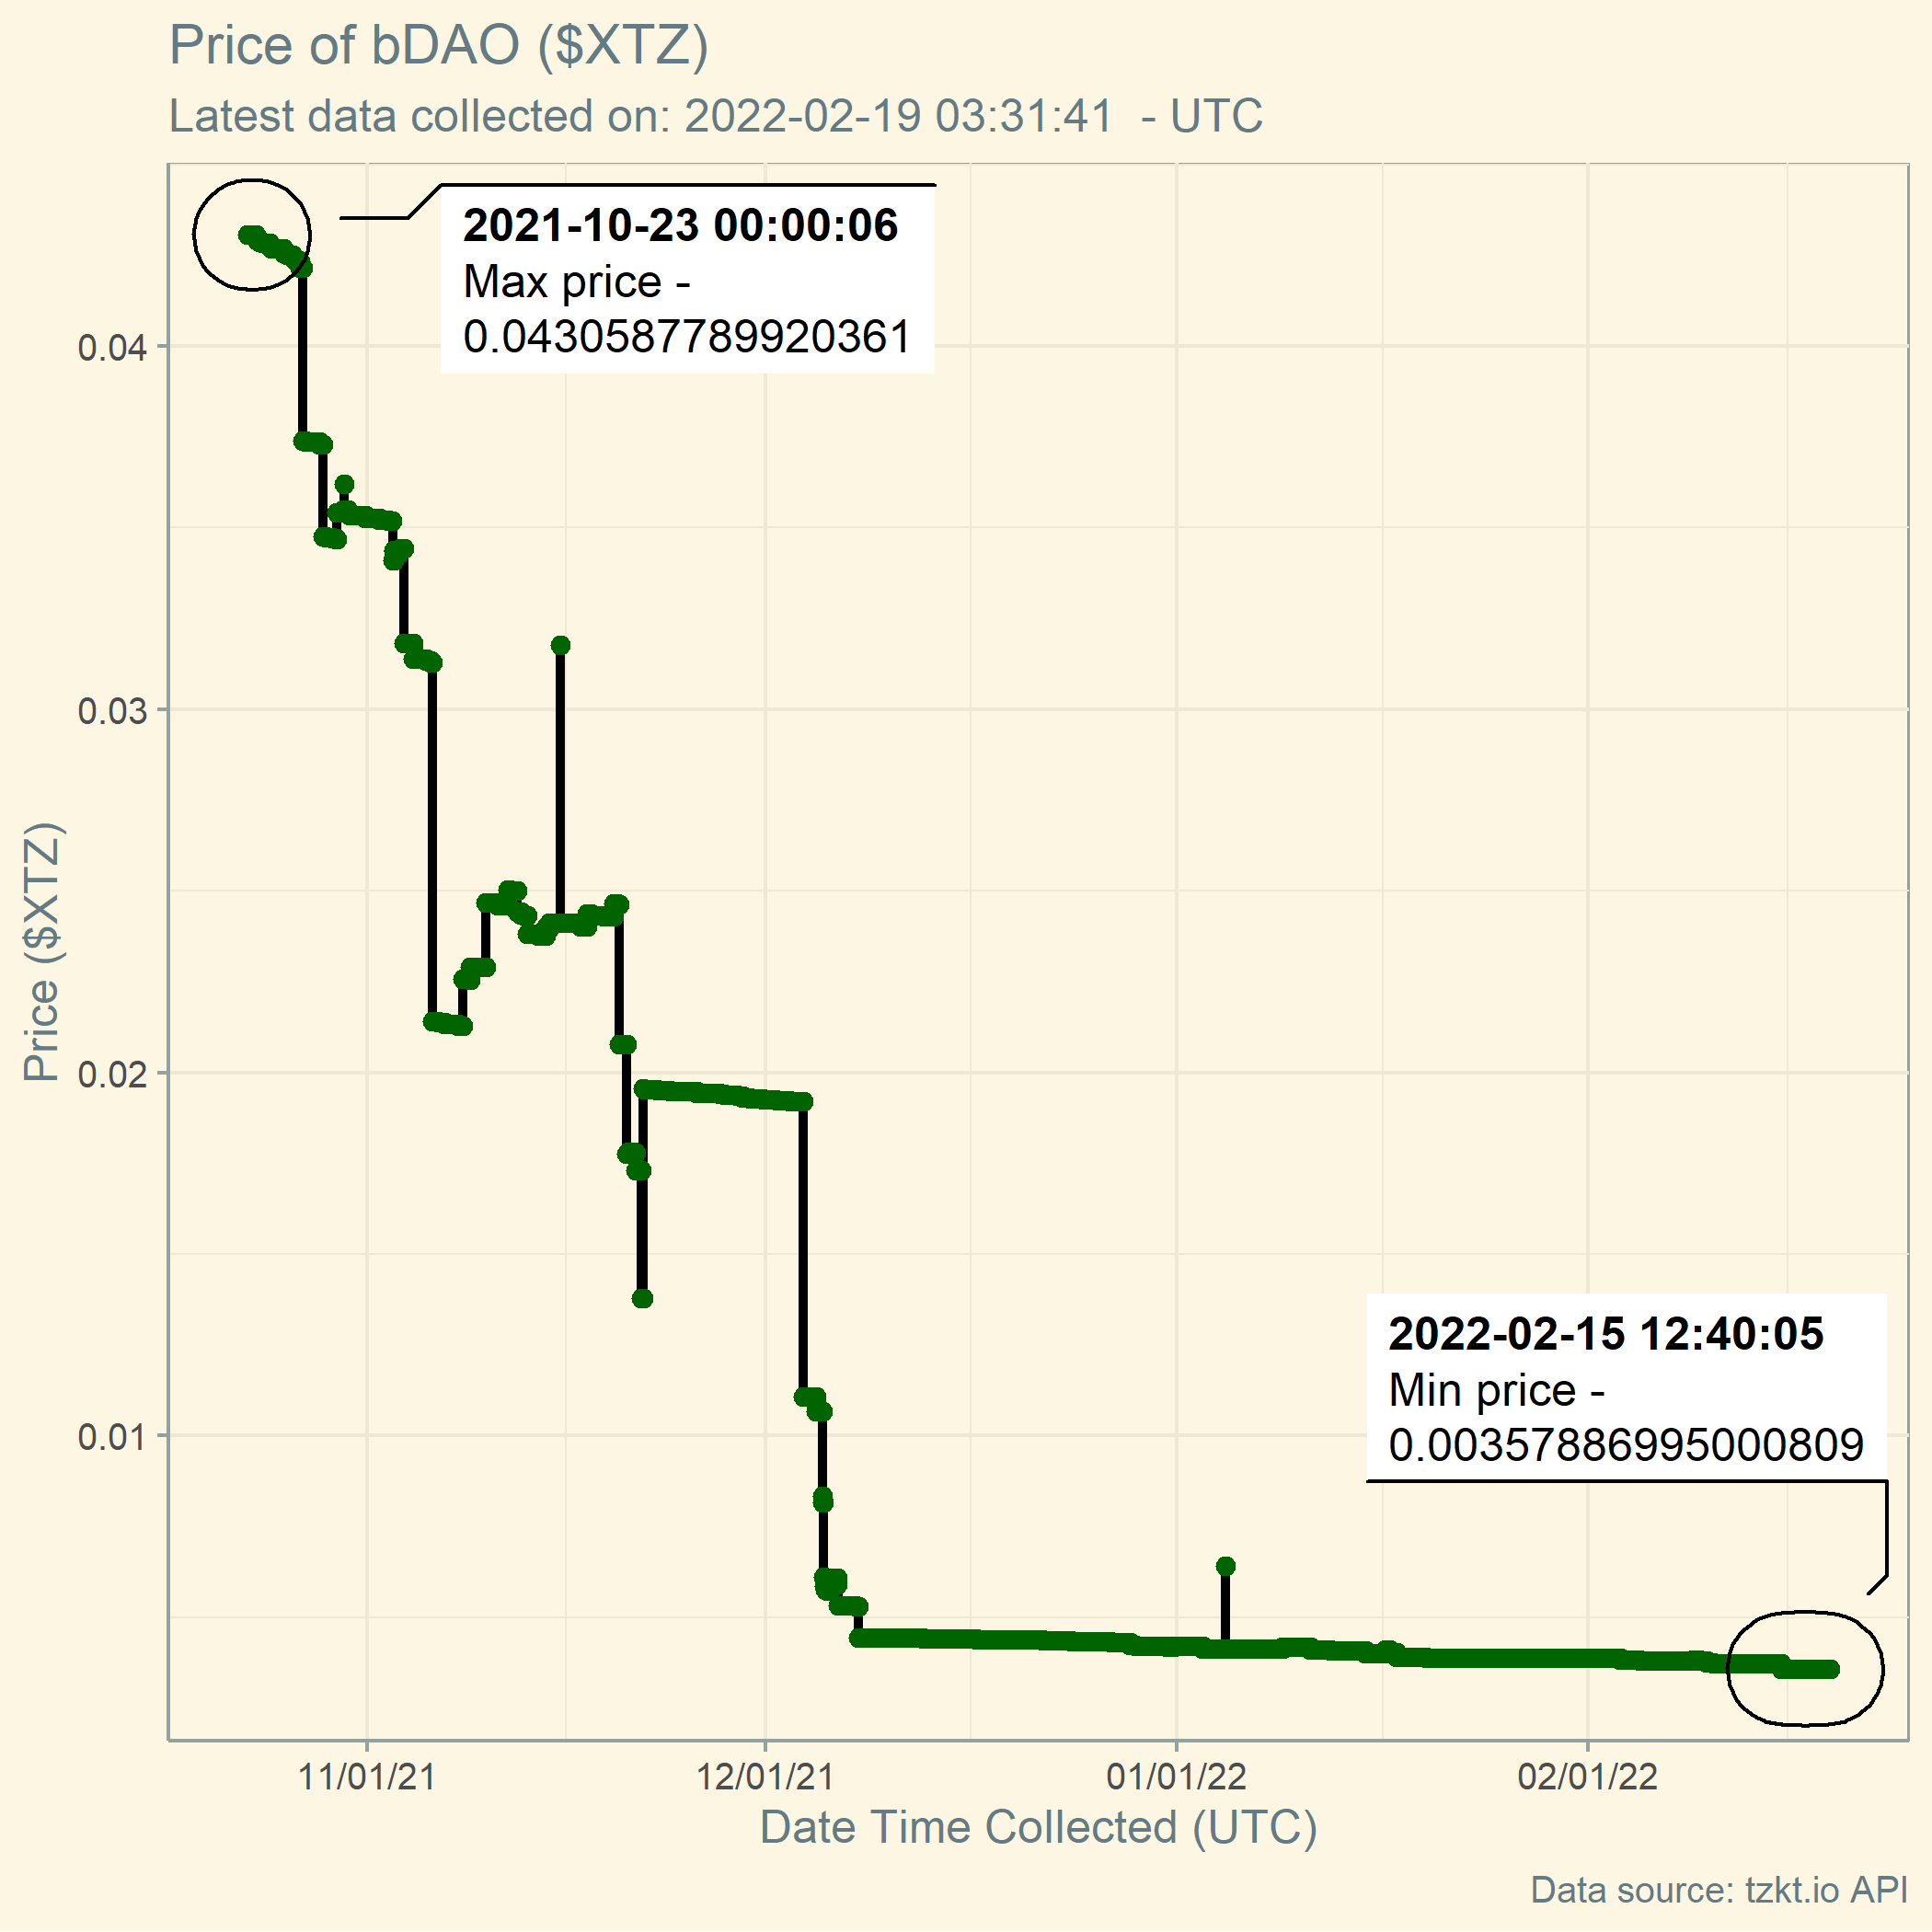 Price of bDAO ($XTZ)
Latest data collected on: 2022-02-19 03:31:41  - UTC
2021-10-23 00:00:06
Max price -
0.0430587789920361
0.04
0.03
0.02
0.01
Price ($XTZ)
2022-02-15 12:40:05
Min price -
0.00357886995000809
11/01/21
12/01/21
01/01/22
02/01/22
Date Time Collected (UTC)
Data source: tzkt.io API